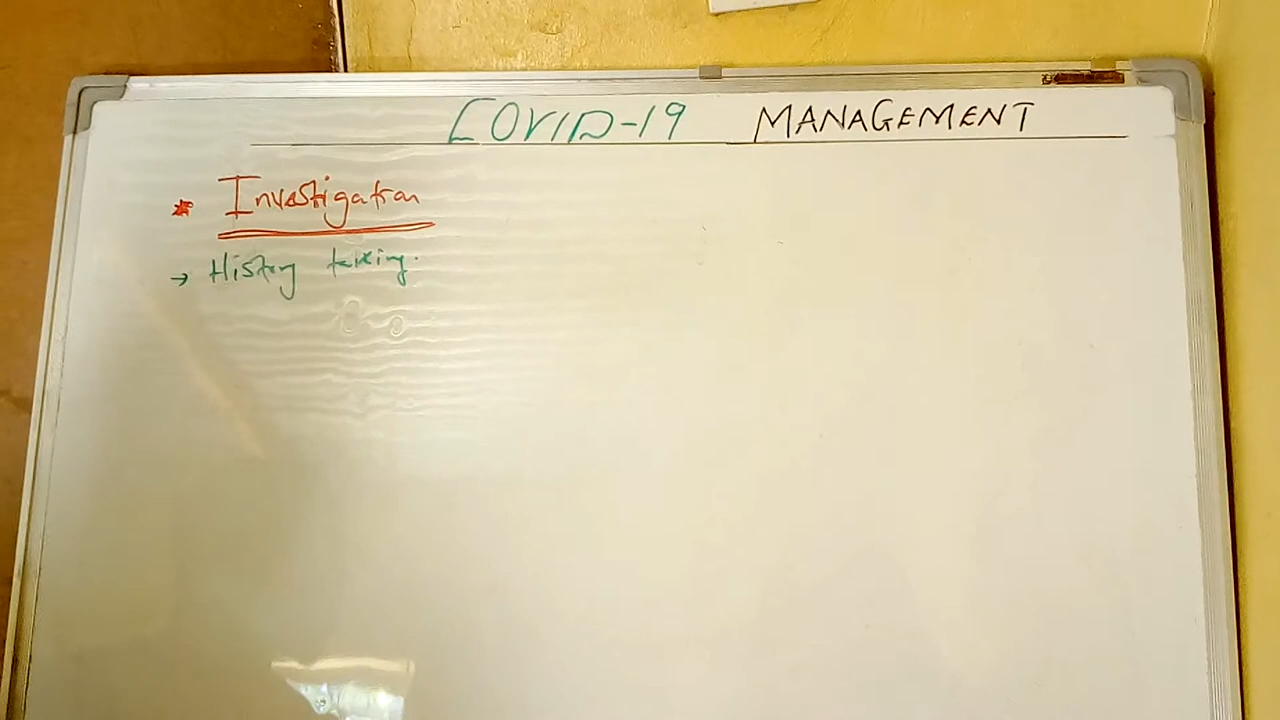 COVID-19 MANAGEMENT
* Investigation
→ History taking.